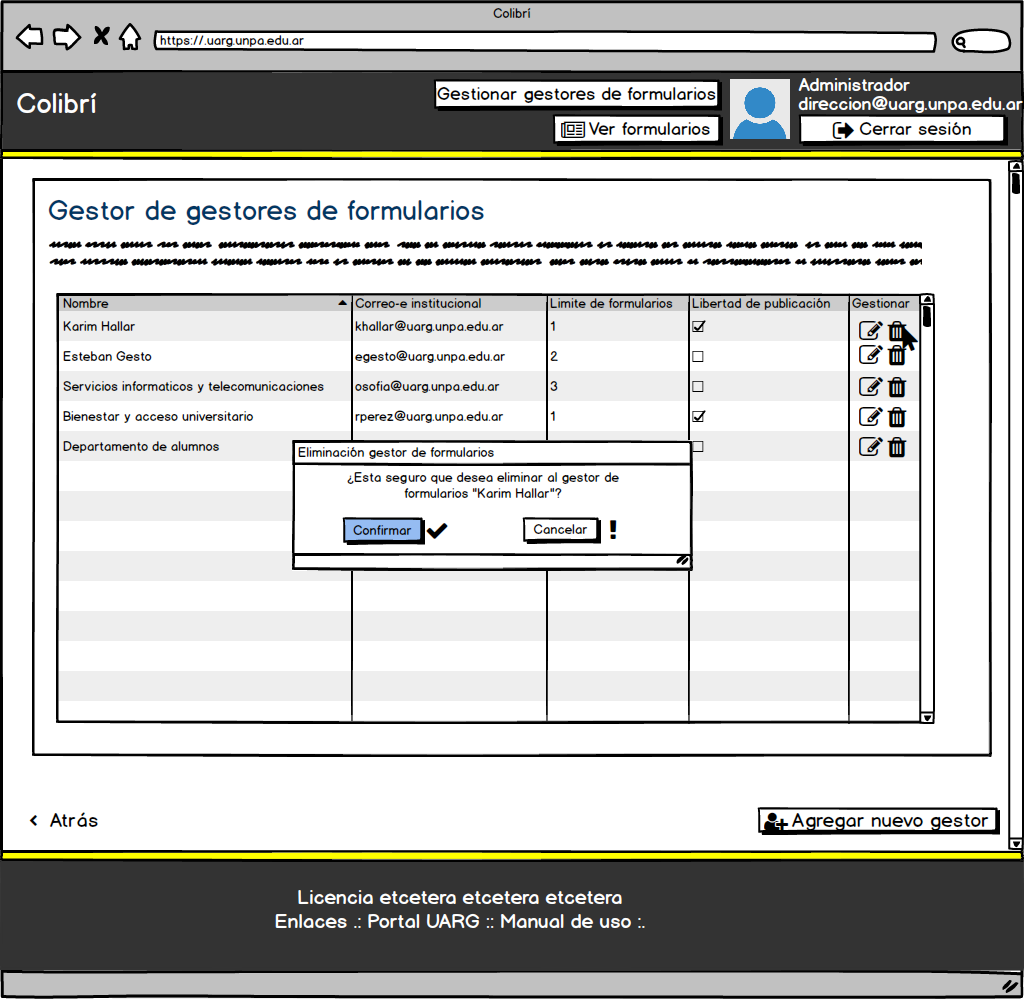 Colibrí
https://.uarg.unpa.edu.ar
Colibrí
Gestionar gestores de formularios
Ver formularios
Administrador
direccion@uarg.unpa.edu.ar
Cerrar sesión
Gestor de gestores de formularios
Nombre Correo-e institucional Limite de formularios Libertad de publicación Gestionar
Karim Hallar khallar@uarg.unpa.edu.ar 1
Esteban Gesto egesto@uarg.unpa.edu.ar 2
Servicios informaticos y telecomunicaciones osofia@uarg.unpa.edu.ar 3
Bienestar y acceso universitario rperez@uarg.unpa.edu.ar 1
Departamento de alumnos
Eliminación gestor de formularios
¿Esta seguro que desea eliminar al gestor de
formularios "Karim Hallar"?
Confirmar Cancelar
Atrás
Agregar nuevo gestor
Licencia etcetera etcetera etcetera
Enlaces .: Portal UARG :: Manual de uso :.